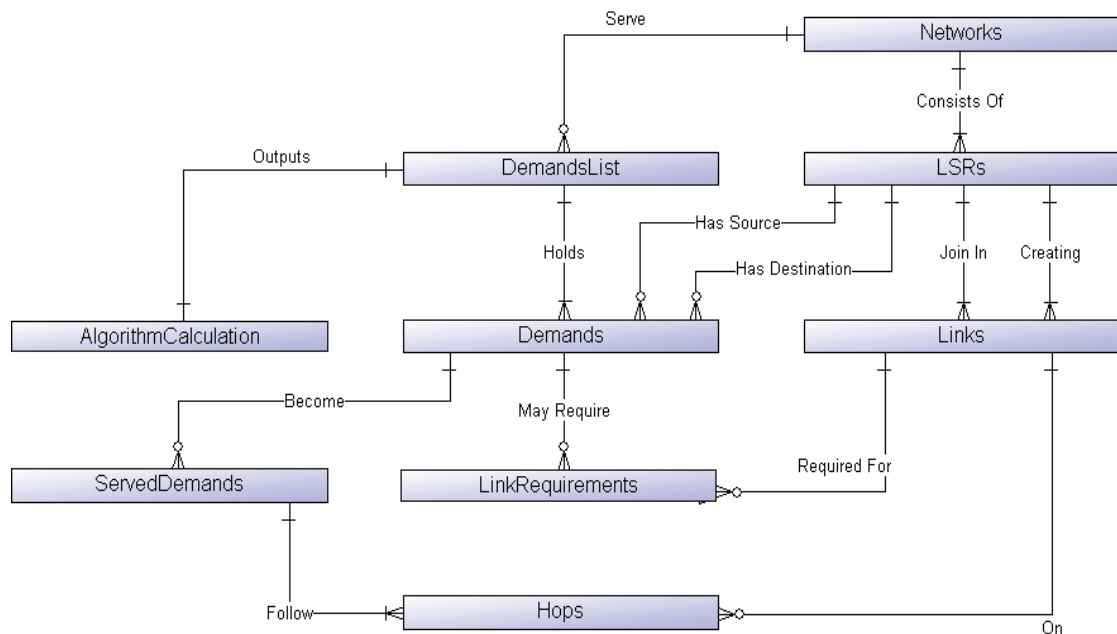 Serve
Networks
Consists Of
Outputs
DemandsList
LSRs
Has Source
Holds
Join In
Creating
Has Destination
AlgorithmCalculation
Demands
Links
Become
May Require
Required For
ServedDemands
LinkRequirements
Follow
Hops
On